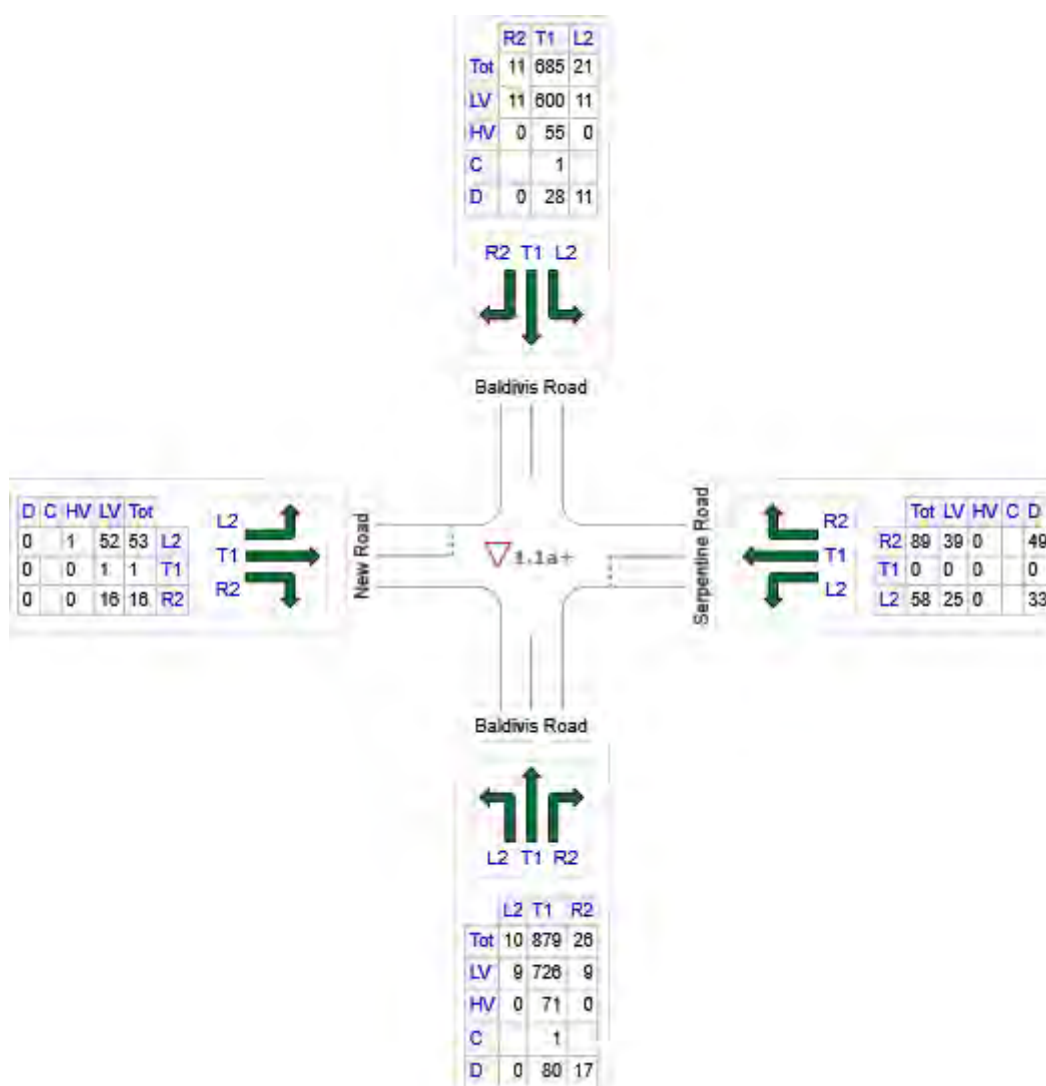 R2 T1 L2
Tot 11 685 21
LV 11 600 11
HV 0 55 0
C 1
D 0 28 11
R2 T1 L2
Baldivis Road
D C HV LV Tot
0 1 52 53 L2
0 0 1 1 T1
0 0 16 16 R2
L2
T1
R2
New Road
1.1a+
Serpentine Road
R2
T1
L2
Tot LV HV C D
R2 89 39 0 49
T1 0 0 0 0
L2 58 25 0 33
Baldivis Road
L2 T1 R2
L2 T1 R2
Tot 10 879 26
LV 9 726 9
HV 0 71 0
C 1
D 0 80 17